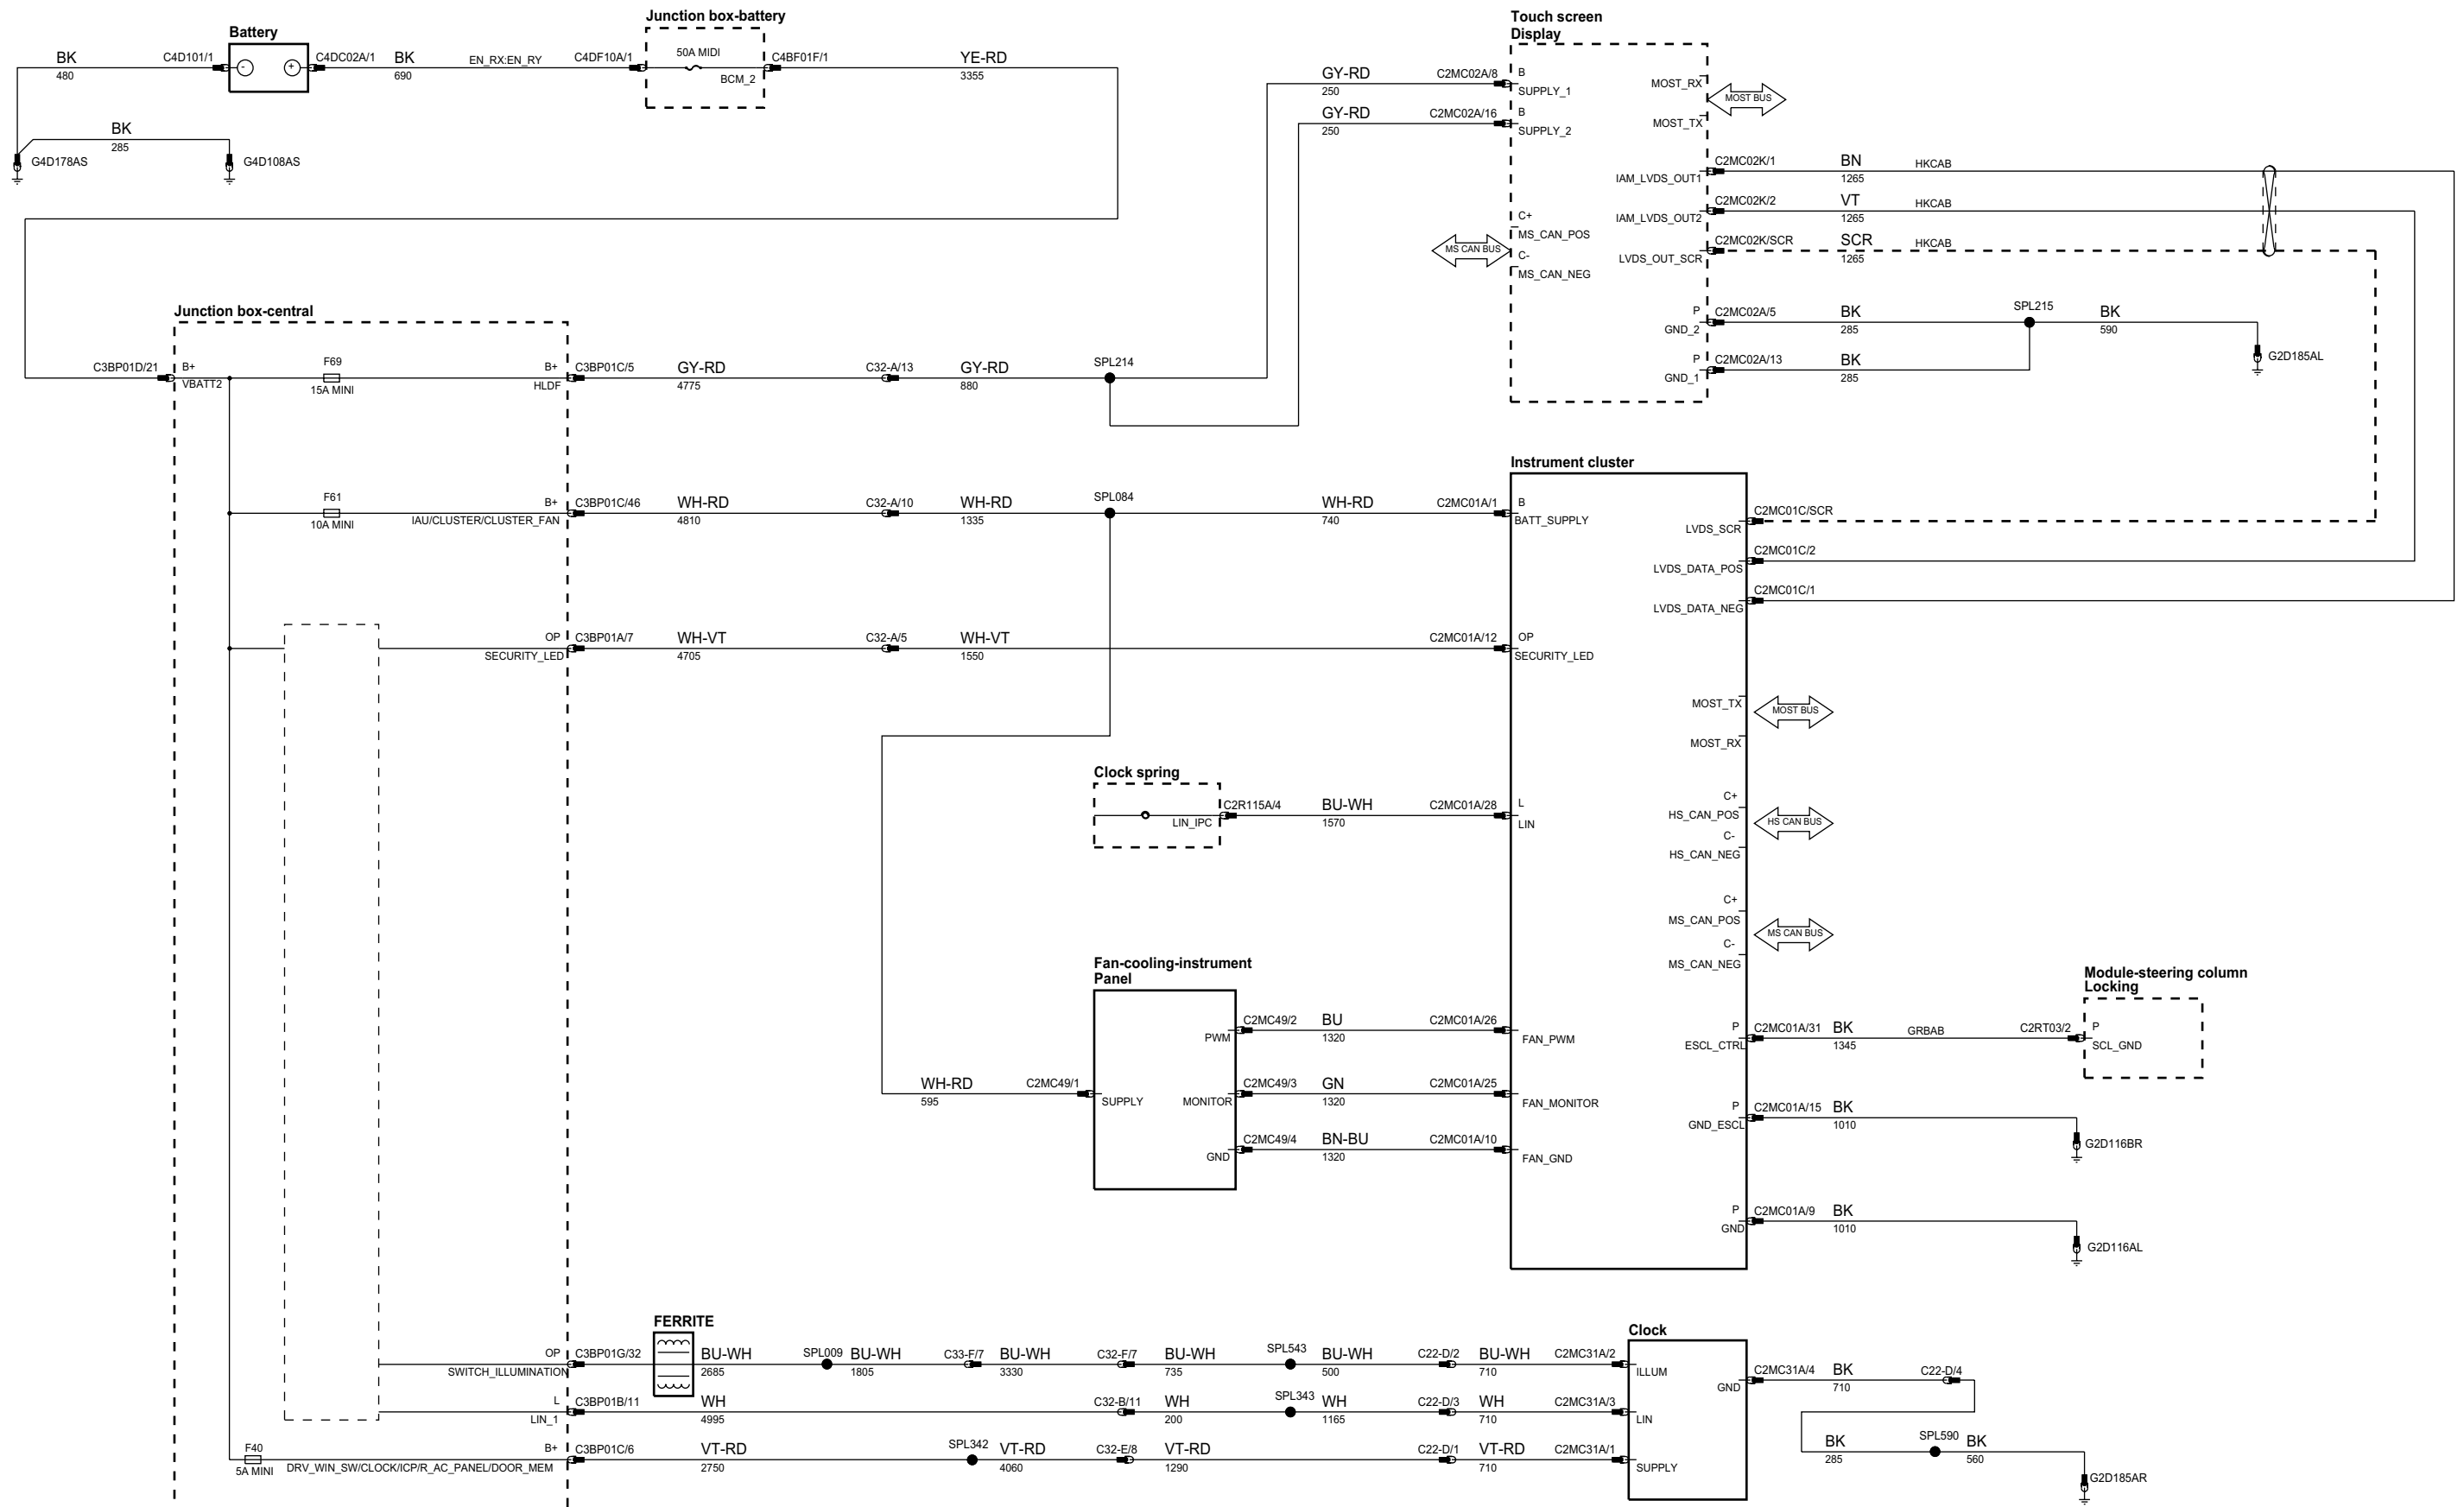 Junction box-battery
Battery
BK
480
C4D101/1
-
+
C4DC02A/1
BK
690
EN_RX:EN_RY
C4DF10A/1
50A MIDI
BCM_2
C4BF01F/1
YE-RD
3355
BK
285
G4D178AS
G4D108AS
Touch screen
Display
GY-RD
250
C2MC02A/8
B
SUPPLY_1
GY-RD
250
C2MC02A/16
B
SUPPLY_2
MOST_RX
MOST BUS
MOST_TX
C2MC02K/1
BN
HKCAB
IAM_LVDS_OUT1
1265
C2MC02K/2
VT
HKCAB
IAM_LVDS_OUT2
1265
C2MC02K/SCR
SCR
HKCAB
LVDS_OUT_SCR
1265
C+
MS_CAN_POS
MS CAN BUS
C-
MS_CAN_NEG
P
GND_2
C2MC02A/5
BK
285
SPL215
BK
590
G2D185AL
P
GND_1
C2MC02A/13
BK
285
Junction box-central
C3BP01D/21
B+
VBATT2
F69
15A MINI
B+
HLDF
C3BP01C/5
GY-RD
4775
C32-A/13
GY-RD
880
SPL214
F61
10A MINI
B+
IAU/CLUSTER/CLUSTER_FAN
C3BP01C/46
WH-RD
4810
C32-A/10
WH-RD
1335
SPL084
WH-RD
740
C2MC01A/1
Instrument cluster
B
BATT_SUPPLY
C2MC01C/SCR
LVDS_SCR
C2MC01C/2
LVDS_DATA_POS
C2MC01C/1
LVDS_DATA_NEG
OP
SECURITY_LED
C3BP01A/7
WH-VT
4705
C32-A/5
WH-VT
1550
C2MC01A/12
OP
SECURITY_LED
MOST_TX
MOST BUS
MOST_RX
Clock spring
LIN_IPC
C2R115A/4
BU-WH
1570
C2MC01A/28
L
LIN
C+
HS_CAN_POS
HS CAN BUS
C-
HS_CAN_NEG
C+
MS_CAN_POS
MS CAN BUS
C-
MS_CAN_NEG
Fan-cooling-instrument
Panel
PWM
C2MC49/2
BU
1320
C2MC01A/26
FAN_PWM
WH-RD
595
C2MC49/1
SUPPLY
MONITOR
C2MC49/3
GN
1320
C2MC01A/25
FAN_MONITOR
GND
C2MC49/4
BN-BU
1320
C2MC01A/10
FAN_GND
Module-steering column
Locking
P
ESCL_CTRL
C2MC01A/31
BK
1345
GRBAB
C2RT03/2
P
SCL_GND
P
GND_ESCL
C2MC01A/15
BK
1010
G2D116BR
P
GND
C2MC01A/9
BK
1010
G2D116AL
FERRITE
OP
SWITCH_ILLUMINATION
C3BP01G/32
BU-WH
2685
SPL009
BU-WH
1805
C33-F/7
BU-WH
3330
C32-F/7
BU-WH
735
SPL543
BU-WH
500
C22-D/2
BU-WH
710
C2MC31A/2
Clock
ILLUM
GND
C2MC31A/4
BK
710
C22-D/4
L
LIN_1
C3BP01B/11
WH
4995
C32-B/11
WH
200
SPL343
WH
1165
C22-D/3
WH
710
C2MC31A/3
LIN
F40
5A MINI
B+
DRV_WIN_SW/CLOCK/ICP/R_AC_PANEL/DOOR_MEM
C3BP01C/6
VT-RD
2750
SPL342
VT-RD
4060
C32-E/8
VT-RD
1290
C22-D/1
VT-RD
710
C2MC31A/1
SUPPLY
BK
285
SPL590
BK
560
G2D185AR